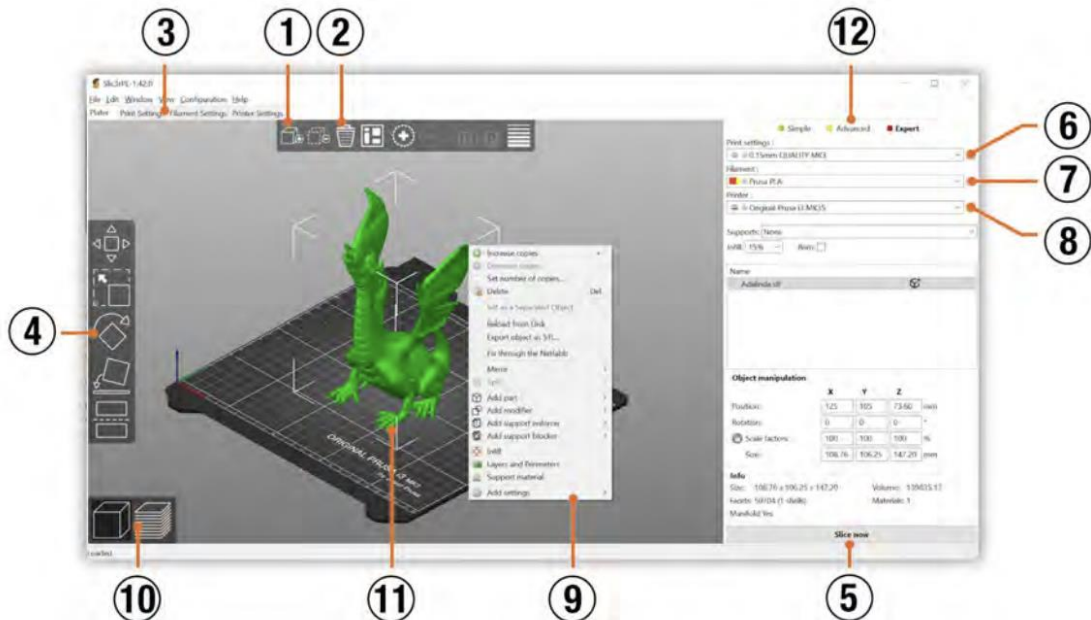 3
1
2
12
Slic3rPE-1.42.0
File Edit Window View Configuration Help
Plater Print Settings Filament Settings Printer Settings
Simple Advanced Expert
Print settings :
0.15mm QUALITY MK3
6
Filament :
Prusa PLA
7
Printer :
Original Prusa i3 MK3S
8
Supports: None
Infill: 15% Brim:
Name
Adalinda.stl
4
Increase copies
Decrease copies
Set number of copies...
Delete Del
Set as a Separated Object
Reload from Disk
Export object as STL...
Fix through the Netfabb
Mirror
Split
Add part
Add modifier
Add support enforcer
Add support blocker
Infill
Layers and Perimeters
Support material
Add settings
ORIGINAL PRUSA i3 MK3
Object manipulation
X Y Z
Position: 125 105 73.60 mm
Rotation: 0 0 0 °
Scale factors: 100 100 100 %
Size: 108.76 106.25 147.20 mm
Info
Size: 108.76 x 106.25 x 147.20 Volume:
Facets: (1 shells) Materials: 1
Manifold: Yes
Slice now
Loaded
10
11
9
5